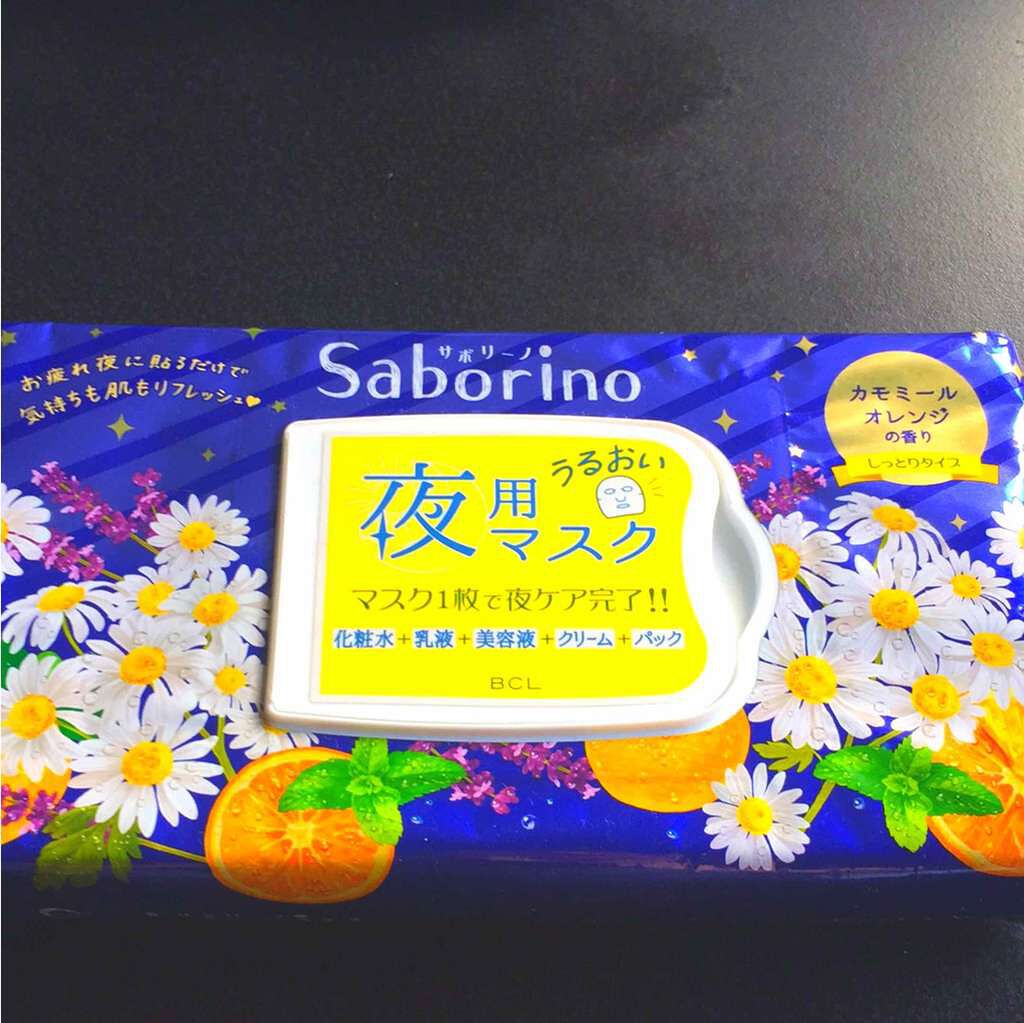 お疲れ夜に貼るだけで
気持ちも肌もリフレッシュ♥
サボリーノ
Saborino
カモミール
オレンジ
の香り
しっとりタイプ
うるおい
夜用
マスク
マスク1枚で夜ケア完了!!
化粧水+乳液+美容液+クリーム+パック
BCL